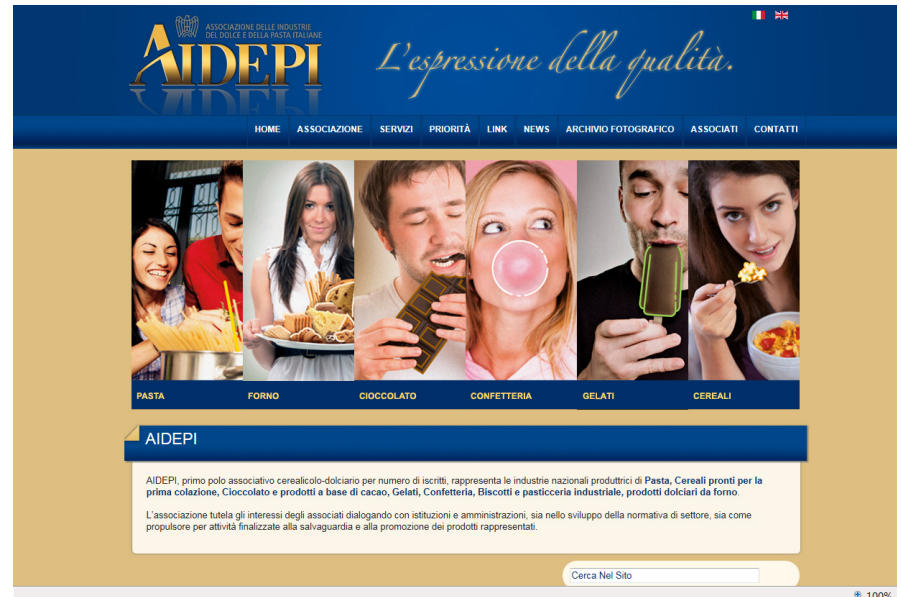 ASSOCIAZIONE DELLE INDUSTRIE
DEL DOLCE E DELLA PASTA ITALIANE
AIDEPI
L'espressione della qualità.
HOME ASSOCIAZIONE SERVIZI PRIORITÀ LINK NEWS ARCHIVIO FOTOGRAFICO ASSOCIATI CONTATTI
PASTA FORNO CIOCCOLATO CONFETTERIA GELATI CEREALI
AIDEPI
AIDEPI, primo polo associativo cerealicolo-dolciario per numero di iscritti, rappresenta le industrie nazionali produttrici di Pasta, Cereali pronti per la
prima colazione, Cioccolato e prodotti a base di cacao, Gelati, Confetteria, Biscotti e pasticceria industriale, prodotti dolciari da forno.
L'associazione tutela gli interessi degli associati dialogando con istituzioni e amministrazioni, sia nello sviluppo della normativa di settore, sia come
propulsore per attività finalizzate alla salvaguardia e alla promozione dei prodotti rappresentati.
Cerca Nel Sito
100%